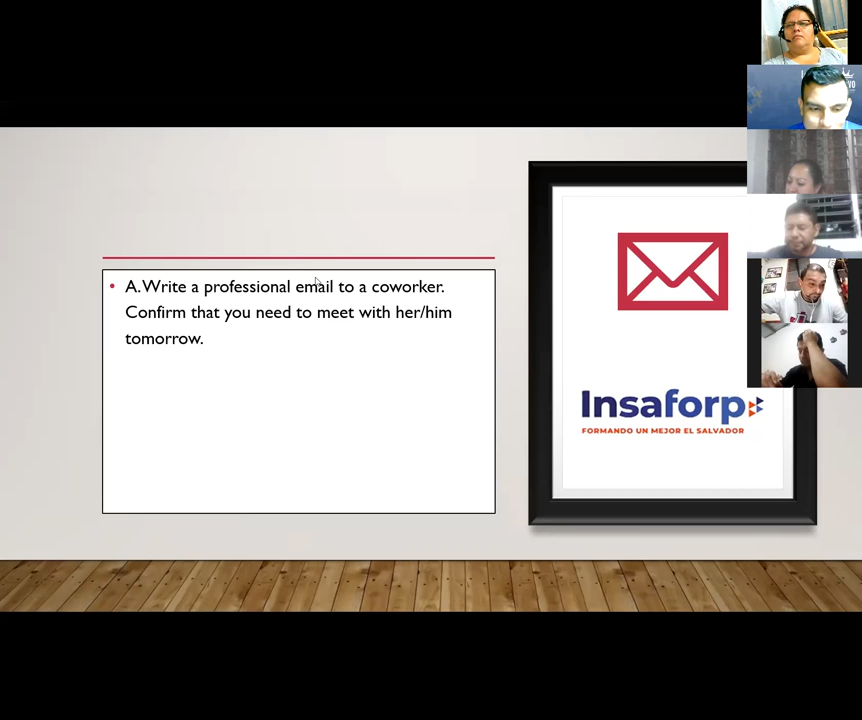 • A. Write a professional email to a coworker.
Confirm that you need to meet with her/him
tomorrow.
Insaforp
FORMANDO UN MEJOR EL SALVADOR